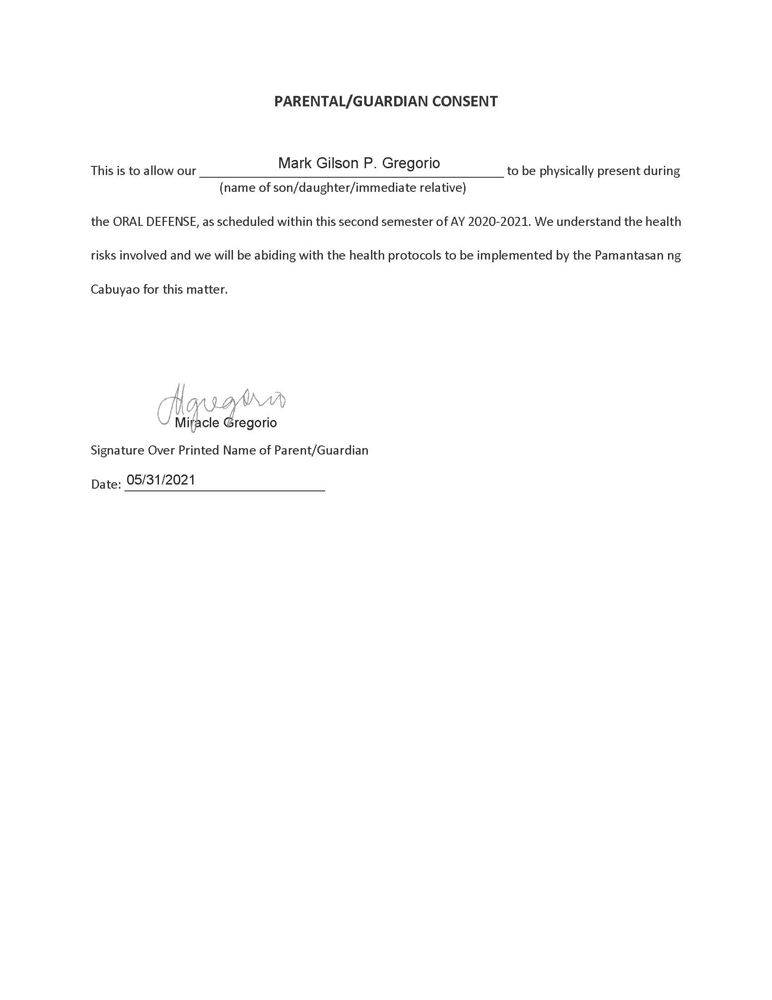 PARENTAL/GUARDIAN CONSENT
This is to allow our Mark Gilson P. Gregorio to be physically present during
(name of son/daughter/immediate relative)
the ORAL DEFENSE, as scheduled within this second semester of AY 2020-2021. We understand the health
risks involved and we will be abiding with the health protocols to be implemented by the Pamantasan ng
Cabuyao for this matter.
Miracle Gregorio
Signature Over Printed Name of Parent/Guardian
Date: 05/31/2021